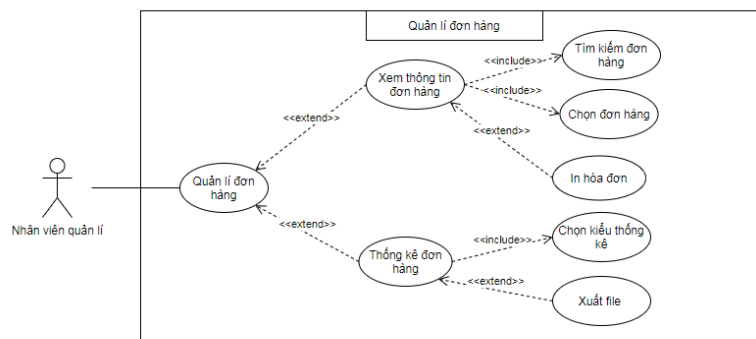 Quản lí đơn hàng
Tìm kiếm đơn
hàng
<<include>>
Xem thông tin
đơn hàng
<<include>>
Chọn đơn hàng
<<extend>>
<<extend>>
In hóa đơn
Quản lí đơn
hàng
Nhân viên quản lí
<<extend>>
Chọn kiểu thống
kê
<<include>>
Thống kê đơn
hàng
<<extend>>
Xuất file